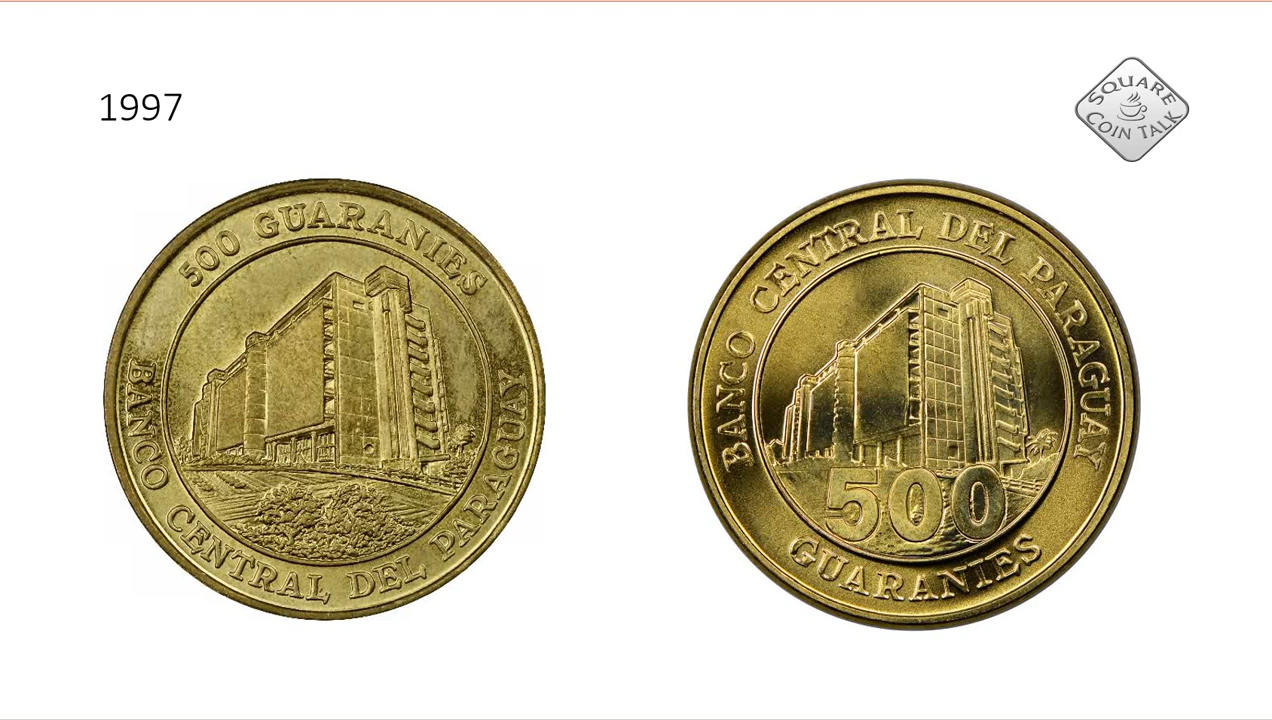 1997
SQUARE
COIN TALK
500 GUARANIES
BANCO CENTRAL DEL PARAGUAY
BANCO CENTRAL DEL PARAGUAY
500
GUARANIES